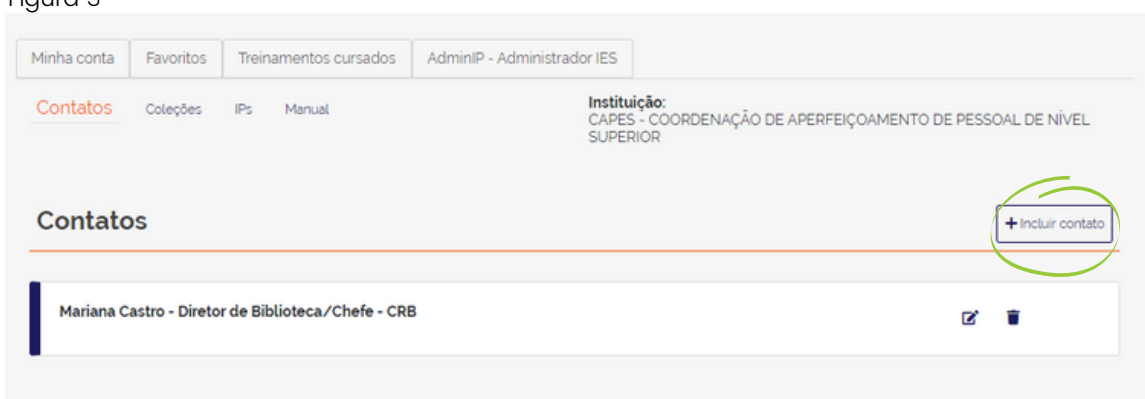 Minha conta Favoritos Treinamentos cursados AdminIP - Administrador IES
Contatos Coleções IPs Manual
Instituição:
CAPES - COORDENAÇÃO DE APERFEIÇOAMENTO DE PESSOAL DE NÍVEL
SUPERIOR
Contatos
+ Incluir contato
Mariana Castro - Diretor de Biblioteca/Chefe - CRB